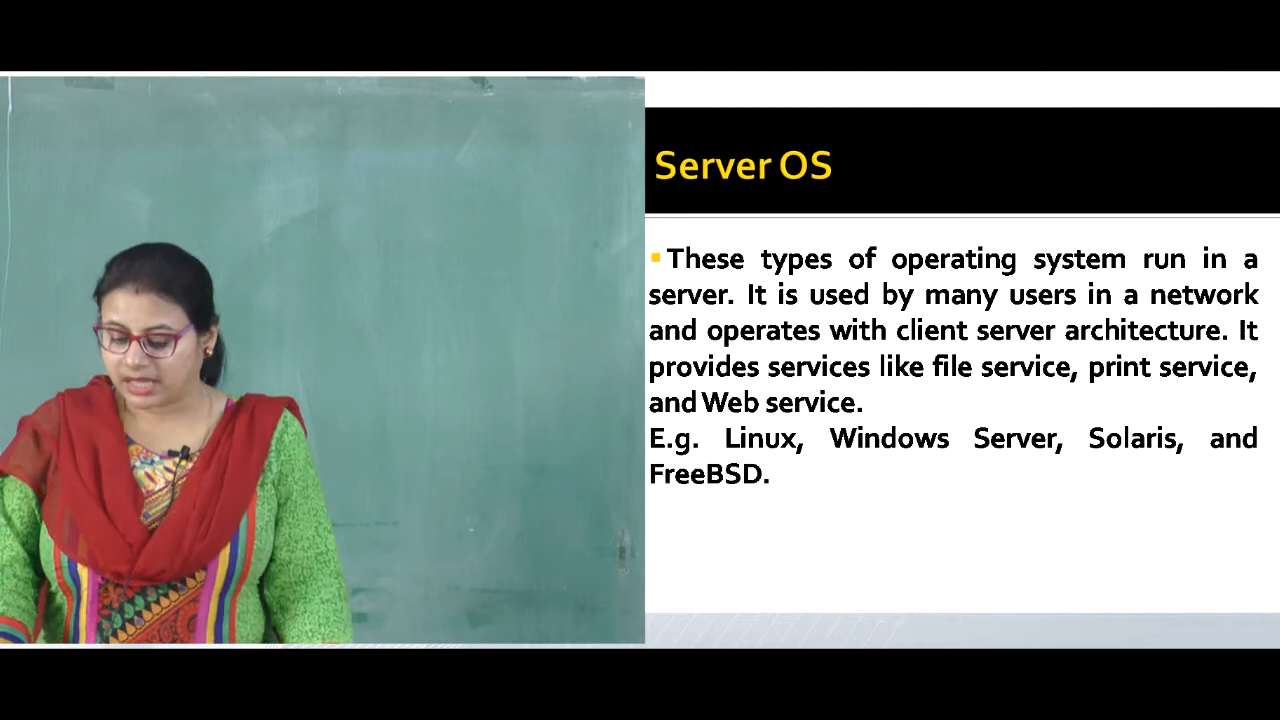 Server OS
These types of operating system run in a
server. It is used by many users in a network
and operates with client server architecture. It
provides services like file service, print service,
and Web service.
E.g. Linux, Windows Server, Solaris, and
FreeBSD.